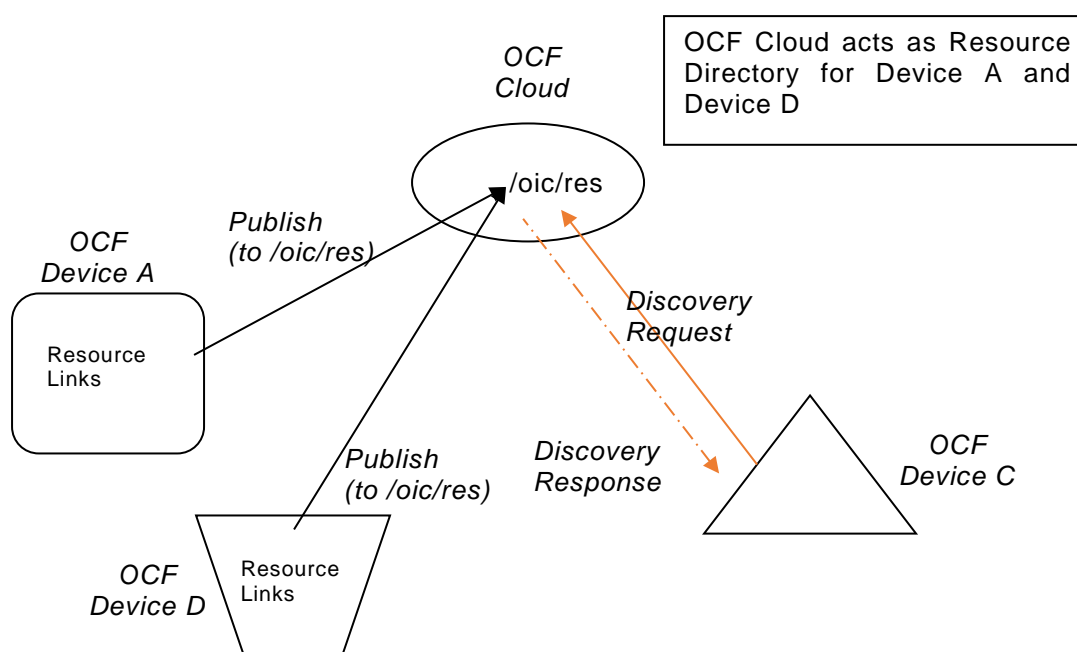 OCF
Cloud
OCF Cloud acts as Resource
Directory for Device A and
Device D
/oic/res
Publish
(to /oic/res)
OCF
Device A
Resource
Links
Discovery
Request
Publish
(to /oic/res)
Discovery
Response
OCF
Device C
OCF
Device D
Resource
Links